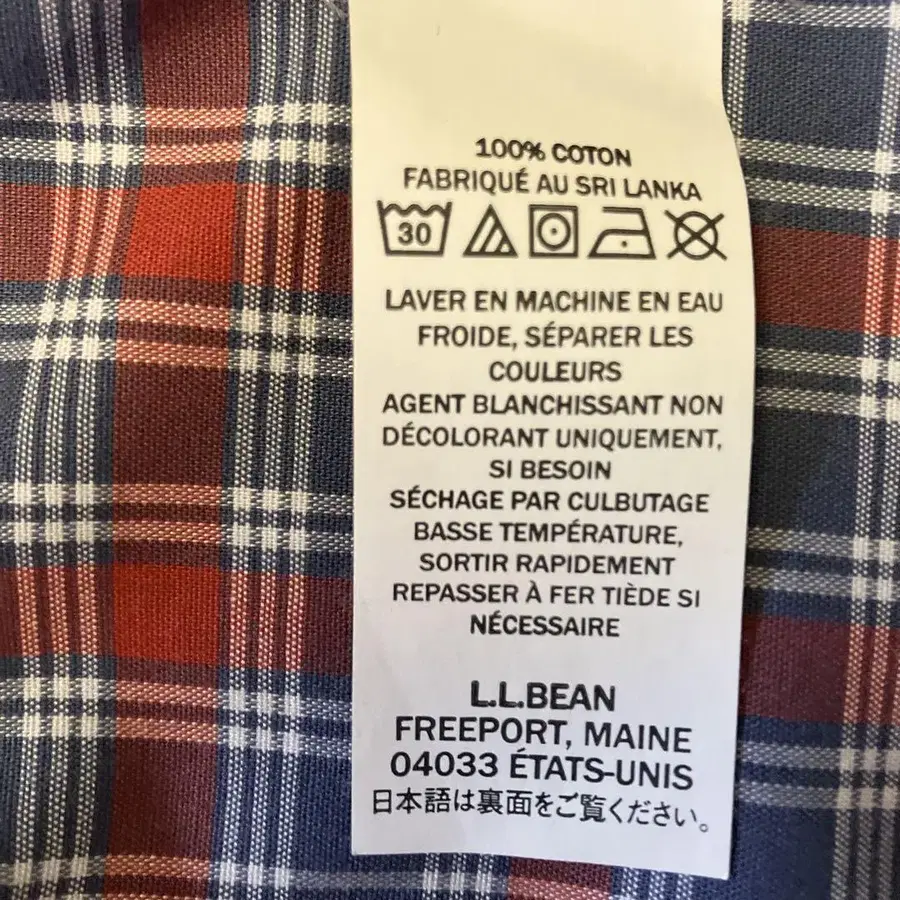 100% COTON
FABRIQUÉ AU SRI LANKA
30
LAVER EN MACHINE EN EAU
FROIDE, SÉPARER LES
COULEURS
AGENT BLANCHISSANT NON
DÉCOLORANT UNIQUEMENT,
SI BESOIN
SÉCHAGE PAR CULBUTAGE
BASSE TEMPÉRATURE,
SORTIR RAPIDEMENT
REPASSER À FER TIÈDE SI
NÉCESSAIRE
L.L.BEAN
FREEPORT, MAINE
04033 ÉTATS-UNIS
日本語は裏面をご覧ください。